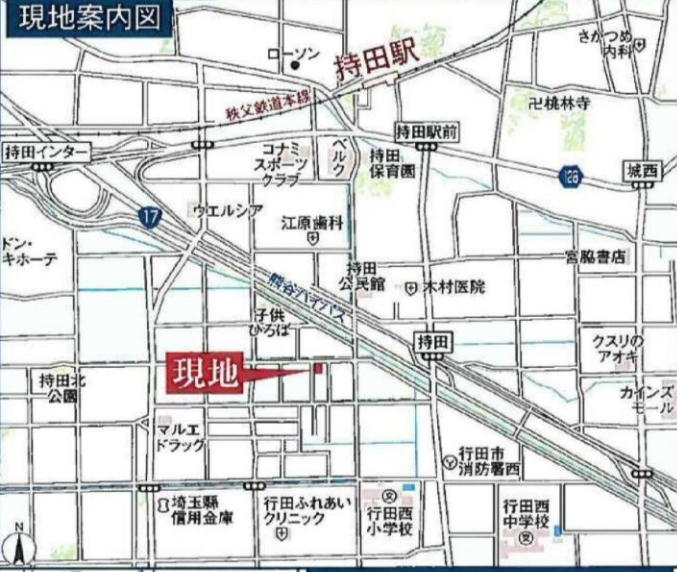 現地案内図
ローソン
持田駅
さかつめ
内科
秩父鉄道本線
卍桃林寺
持田インター
コナミ
スポーツ
クラブ
ベルク
持田
保育園
持田駅前
128
城西
17
ウエルシア
江原歯科
ドン・
キホーテ
熊谷バイパス
持田
公民館
木村医院
宮脇書店
子供
ひろば
持田
クスリの
アオキ
現地
持田北
公園
カインズ
モール
マルエ
ドラッグ
行田市
消防署西
埼玉縣
信用金庫
行田ふれあい
クリニック
文
行田西
小学校
行田西
中学校
文
N